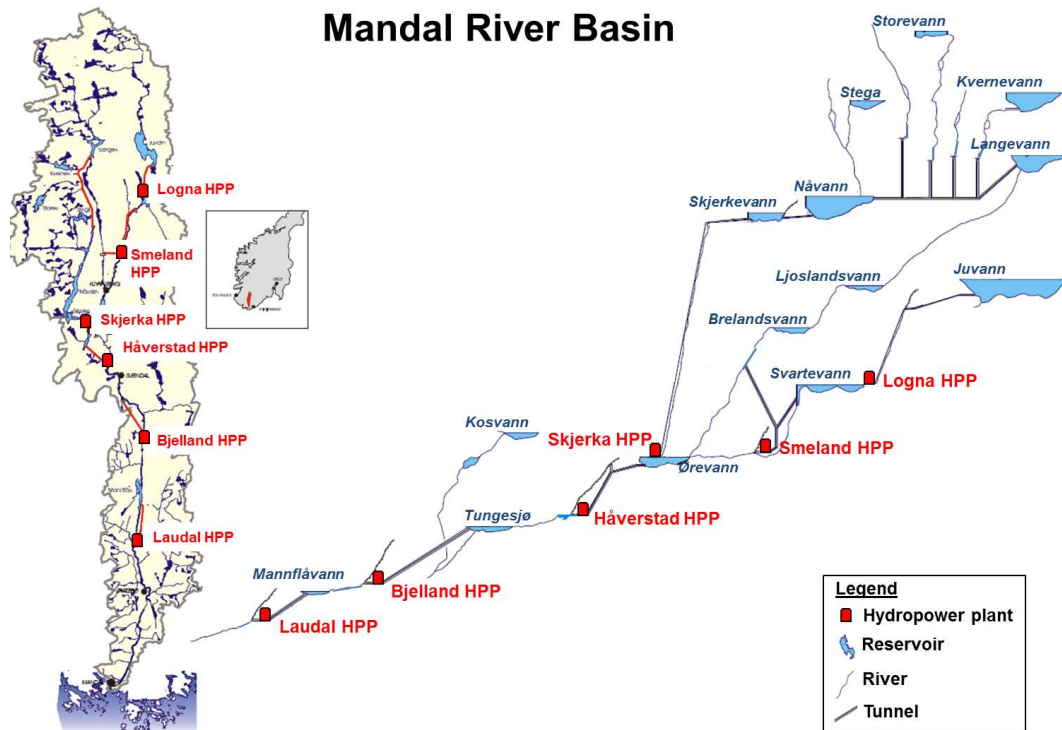 Mandal River Basin
Logna HPP
Smeland
HPP
Skjerka HPP
Håverstad HPP
Bjelland HPP
Laudal HPP
Storevann
Stega
Kvernevann
Langevann
Nåvann
Skjerkevann
Ljoslandsvann
Juvann
Brelandsvann
Svartevann
Logna HPP
Kosvann
Skjerka HPP
Smeland HPP
Ørevann
Håverstad HPP
Tungesjø
Mannflåvann
Bjelland HPP
Laudal HPP
Legend
Hydropower plant
Reservoir
River
Tunnel